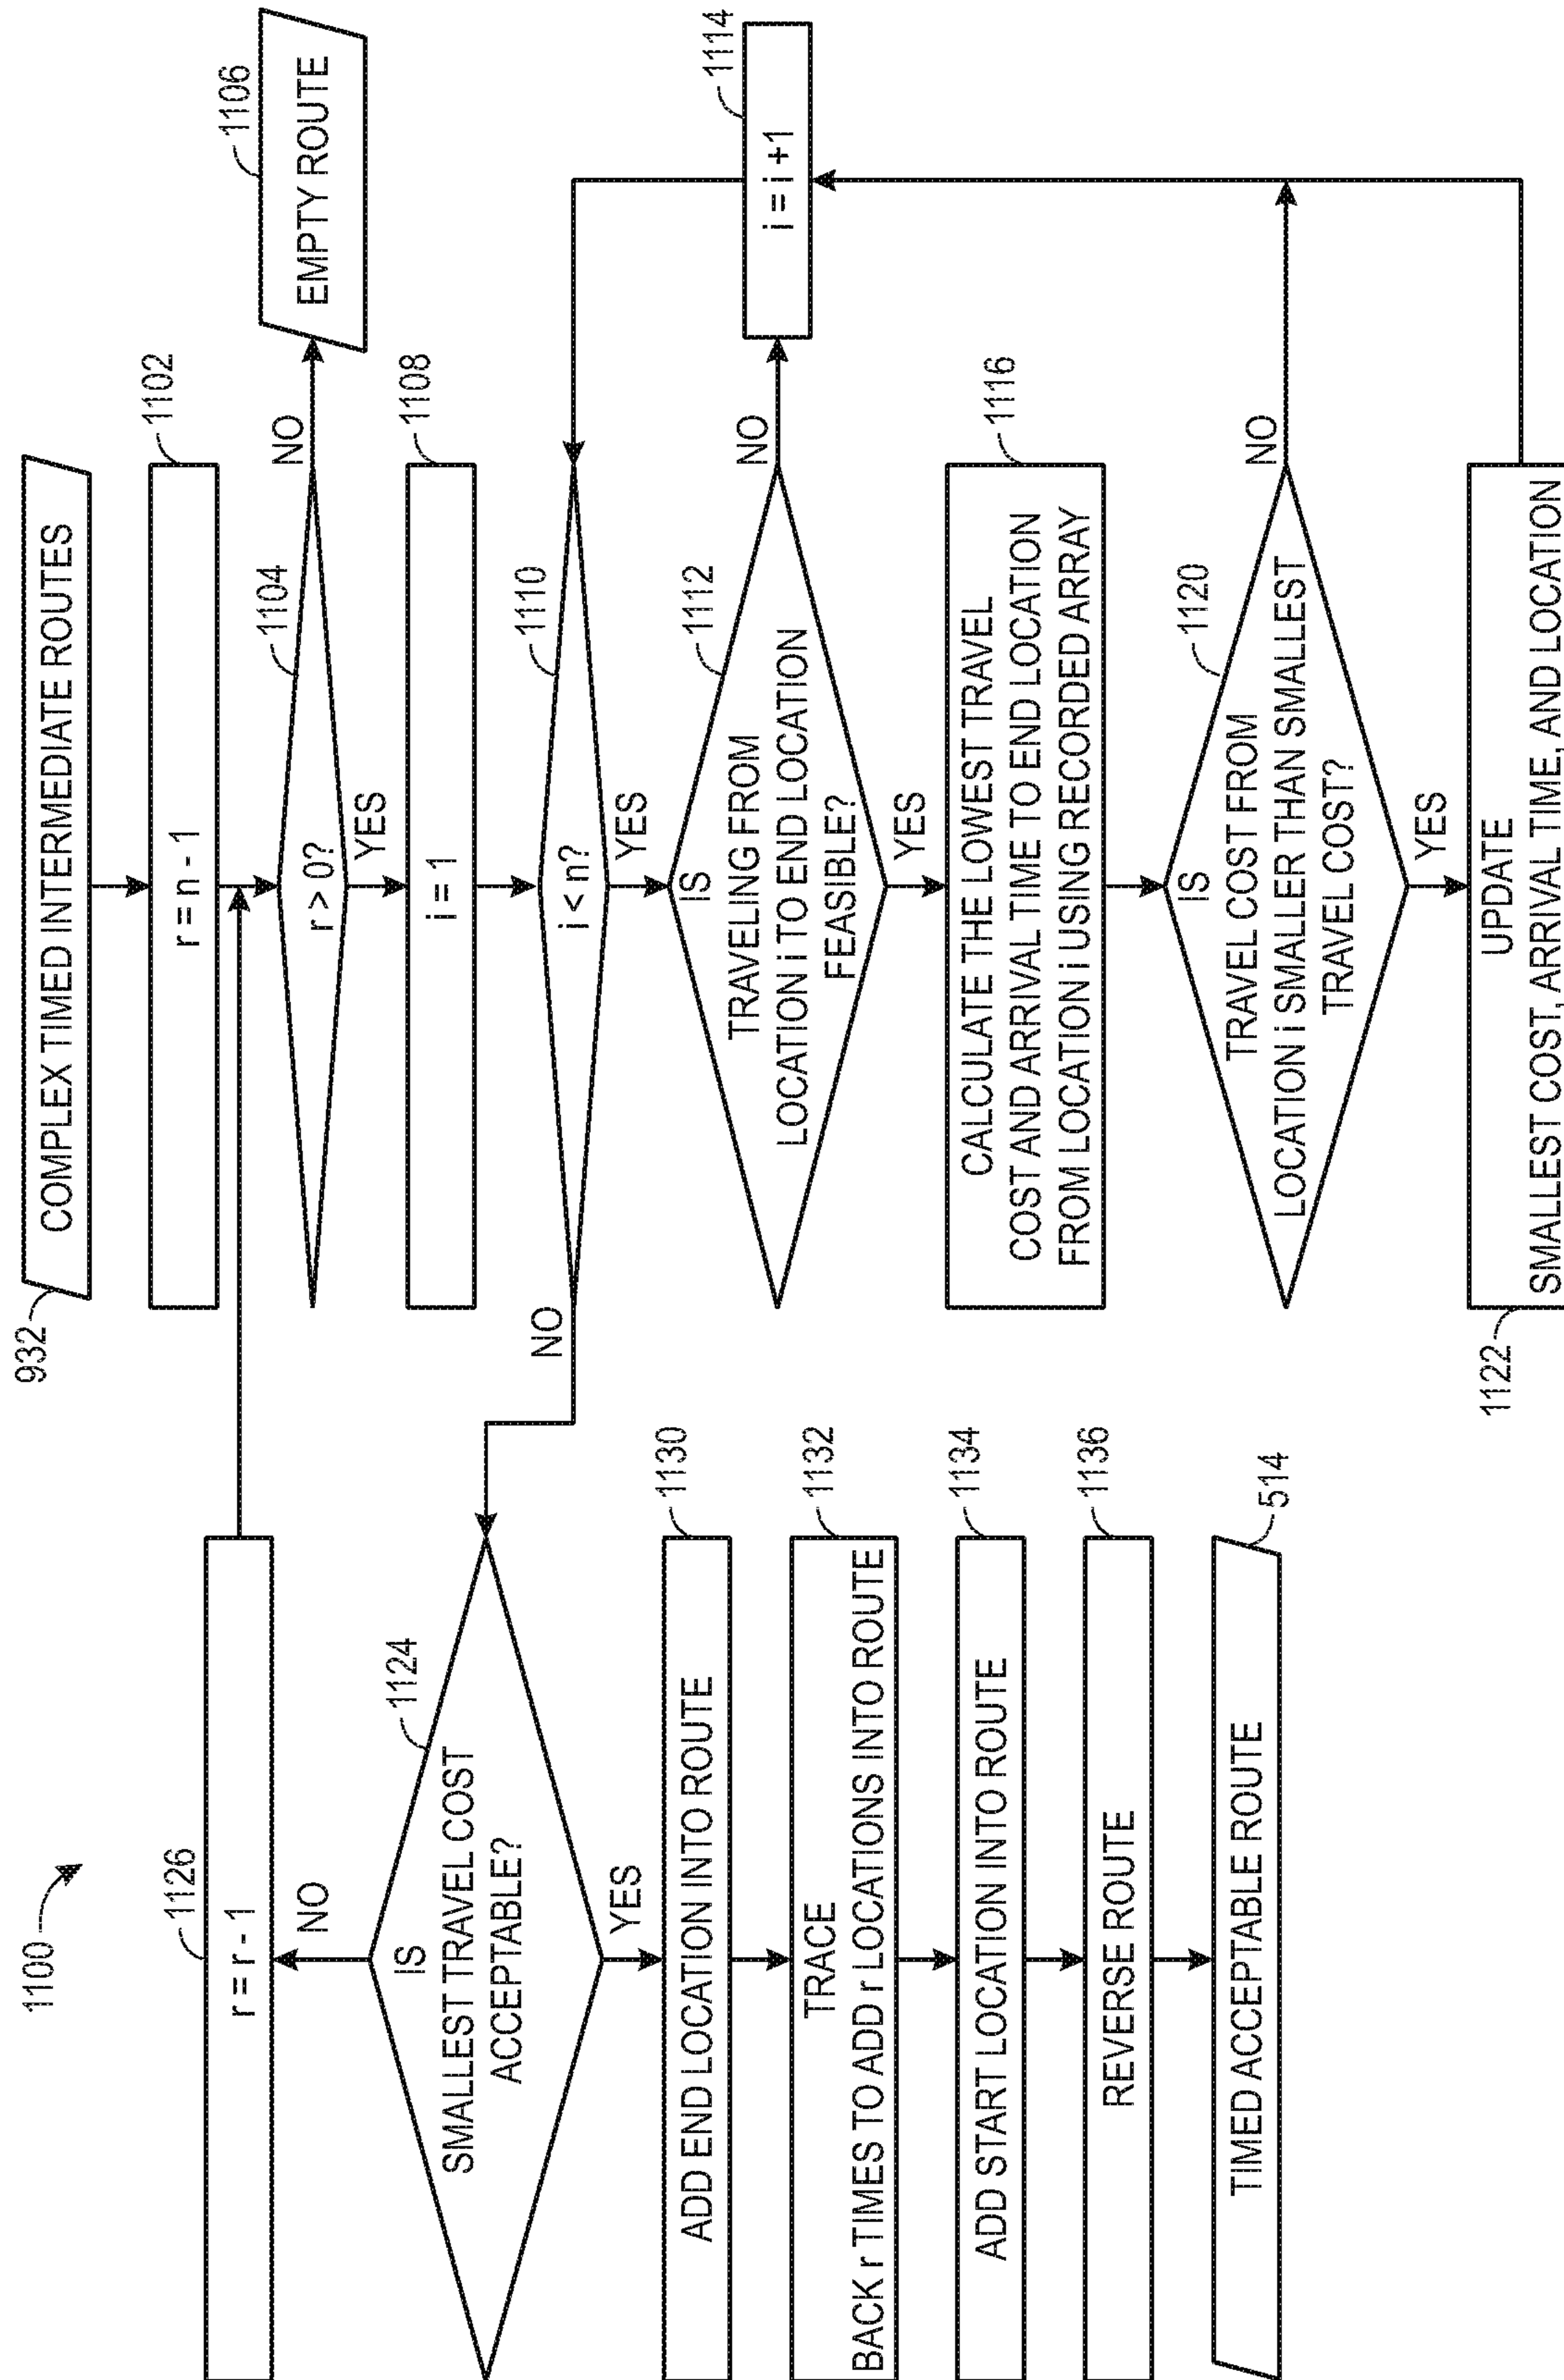 1100
932
COMPLEX TIMED INTERMEDIATE ROUTES
r = n - 1
1102
r > 0?
1104
NO
EMPTY ROUTE
1106
YES
i = 1
1108
i < n?
1110
NO
YES
IS
TRAVELING FROM
LOCATION i TO END LOCATION
FEASIBLE?
1112
NO
i = i +1
1114
YES
CALCULATE THE LOWEST TRAVEL
COST AND ARRIVAL TIME TO END LOCATION
FROM LOCATION i USING RECORDED ARRAY
1116
IS
TRAVEL COST FROM
LOCATION i SMALLER THAN SMALLEST
TRAVEL COST?
1120
NO
YES
UPDATE
SMALLEST COST, ARRIVAL TIME, AND LOCATION
1122
r = r - 1
1126
NO
IS
SMALLEST TRAVEL COST
ACCEPTABLE?
1124
YES
ADD END LOCATION INTO ROUTE
1130
TRACE
BACK r TIMES TO ADD r LOCATIONS INTO ROUTE
1132
ADD START LOCATION INTO ROUTE
1134
REVERSE ROUTE
1136
TIMED ACCEPTABLE ROUTE
514